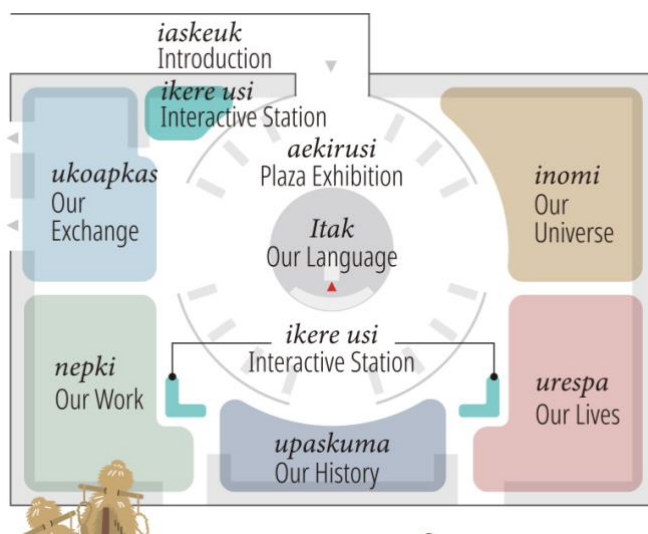 iaskeuk
Introduction
ikere usi
Interactive Station
aekirusi
Plaza Exhibition
ukoapkas
Our
Exchange
inomi
Our
Universe
Itak
Our Language
ikere usi
Interactive Station
nepki
Our Work
urespa
Our Lives
upaskuma
Our History